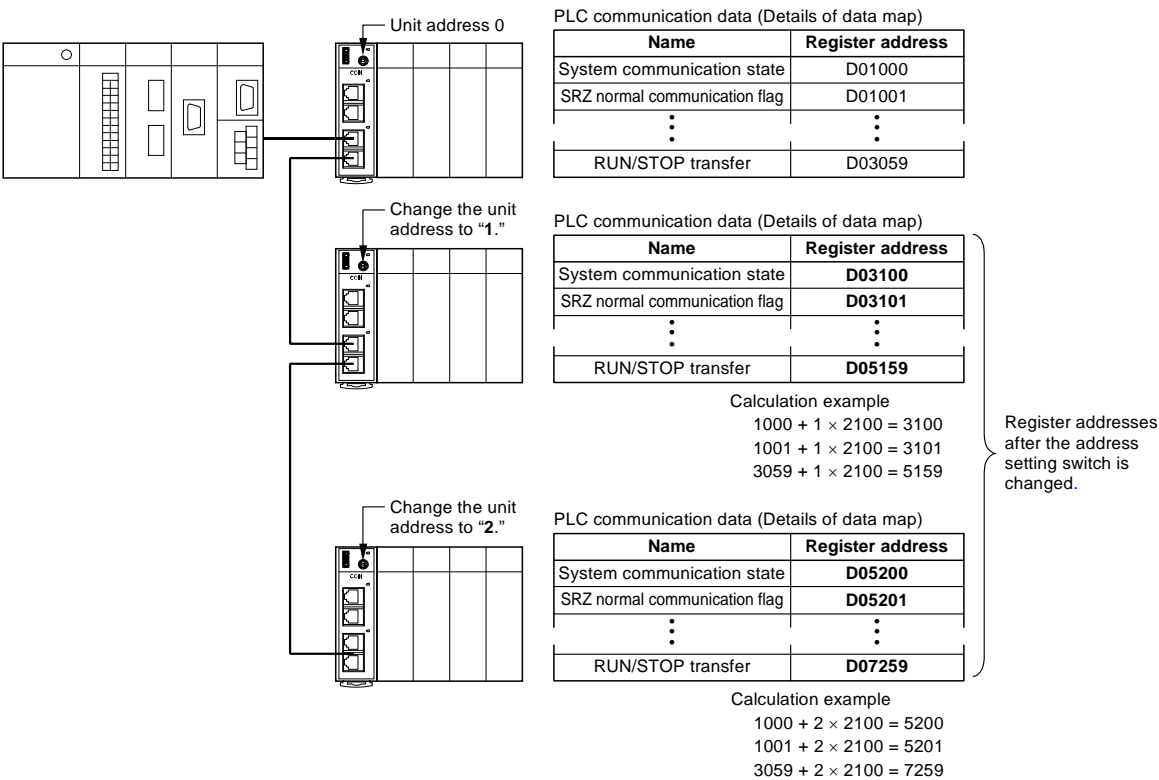 Unit address 0
PLC communication data (Details of data map)
Name Register address
System communication state D01000
SRZ normal communication flag D01001
RUN/STOP transfer D03059
COM
Change the unit
address to “1.”
PLC communication data (Details of data map)
Name Register address
System communication state D03100
SRZ normal communication flag D03101
RUN/STOP transfer D05159
COM
Calculation example
1000 + 1 × 2100 = 3100
1001 + 1 × 2100 = 3101
3059 + 1 × 2100 = 5159
Register addresses
after the address
setting switch is
changed.
Change the unit
address to “2.”
PLC communication data (Details of data map)
Name Register address
System communication state D05200
SRZ normal communication flag D05201
RUN/STOP transfer D07259
COM
Calculation example
1000 + 2 × 2100 = 5200
1001 + 2 × 2100 = 5201
3059 + 2 × 2100 = 7259